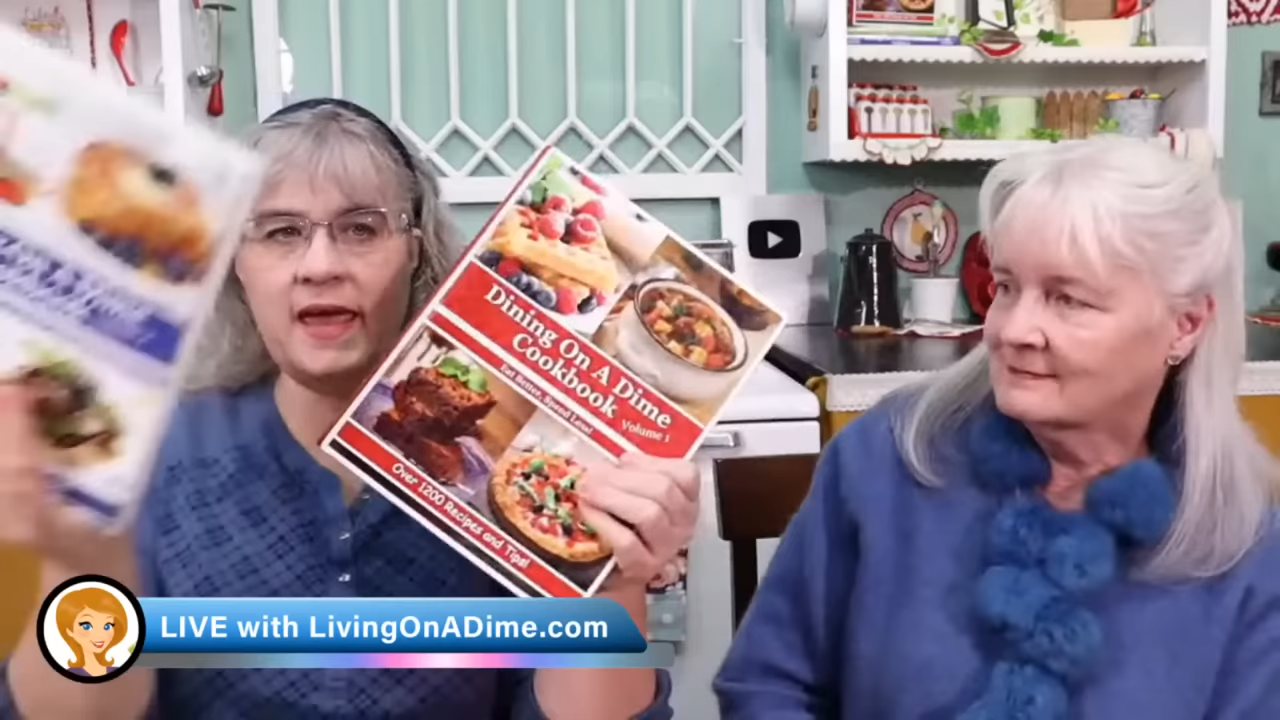 Dining On A Dime
Cookbook
Volume 1
Eat Better, Spend Less!
Over 1200 Recipes and Tips!
LIVE with LivingOnADime.com